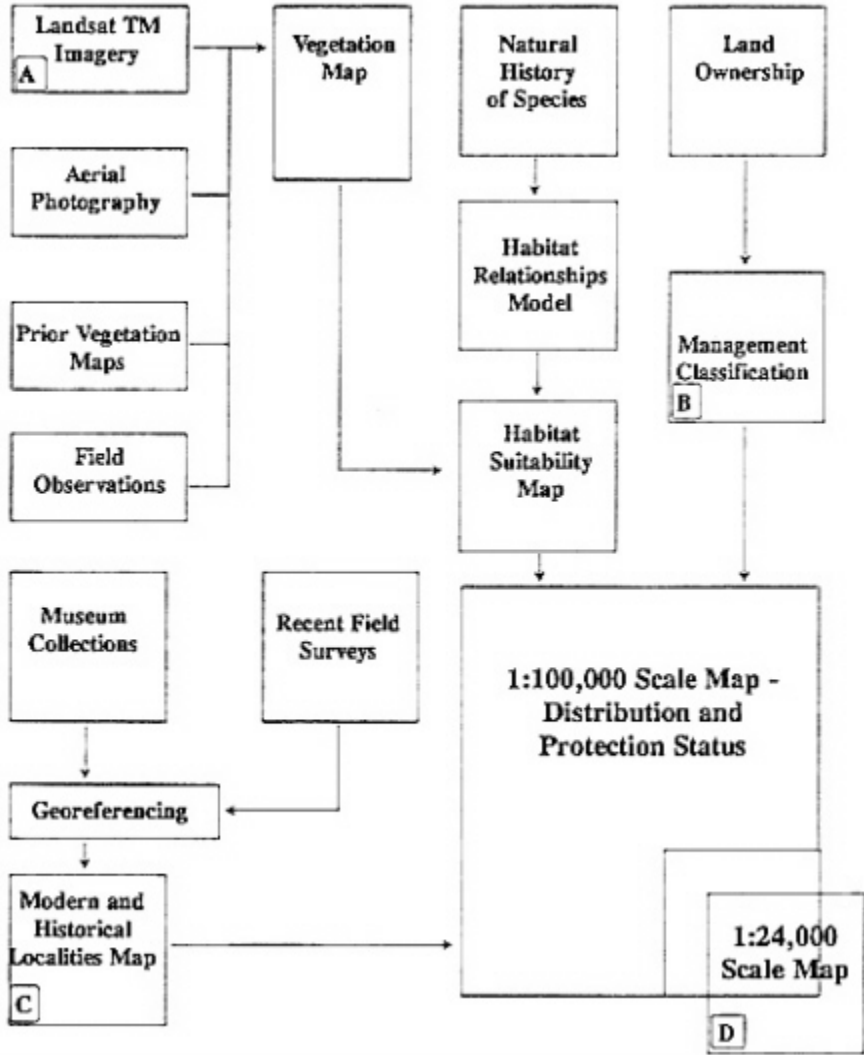 Landsat TM
Imagery
A
Vegetation
Map
Natural
History
of Species
Land
Ownership
Aerial
Photography
Habitat
Relationships
Model
Prior Vegetation
Maps
Management
Classification
B
Field
Observations
Habitat
Suitability
Map
Museum
Collections
Recent Field
Surveys
1:100,000 Scale Map -
Distribution and
Protection Status
Georeferencing
Modern and
Historical
Localities Map
C
1:24,000
Scale Map
D